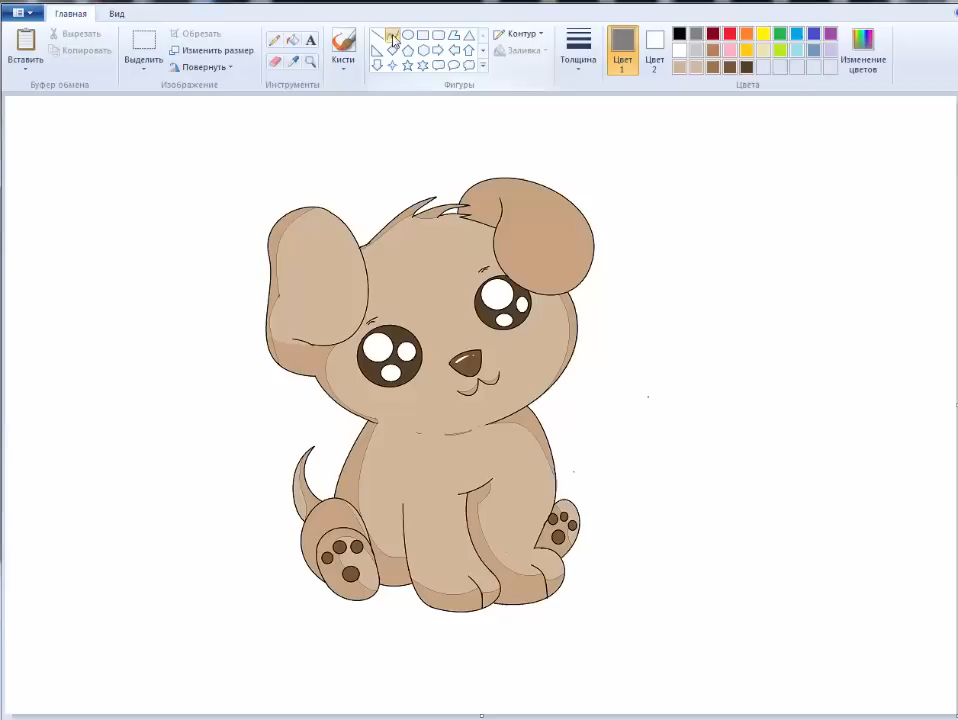 Главная Вид
Вставить
Вырезать
Копировать
Буфер обмена
Выделить
Обрезать
Изменить размер
Повернуть
Изображение
A
Инструменты
Кисти
Фигуры
Контур
Заливка
Толщина
Цвет
1
Цвет
2
Изменение
цветов
Цвета